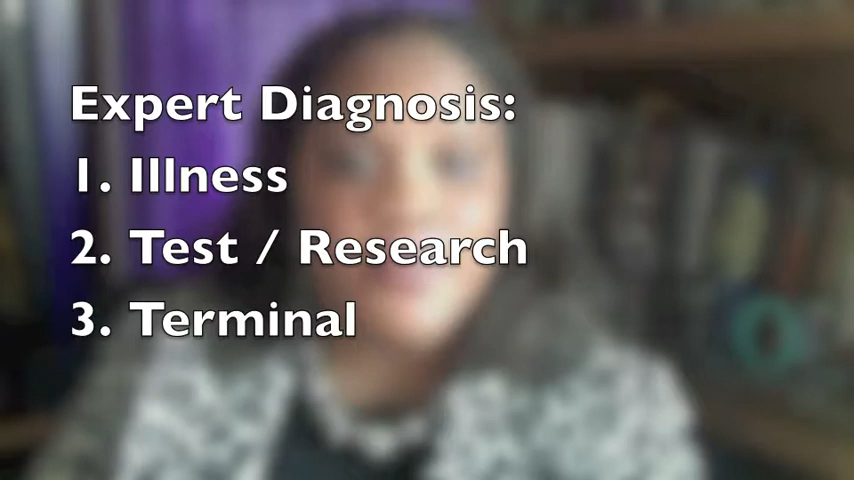 Expert Diagnosis:
1. Illness
2. Test / Research
3. Terminal